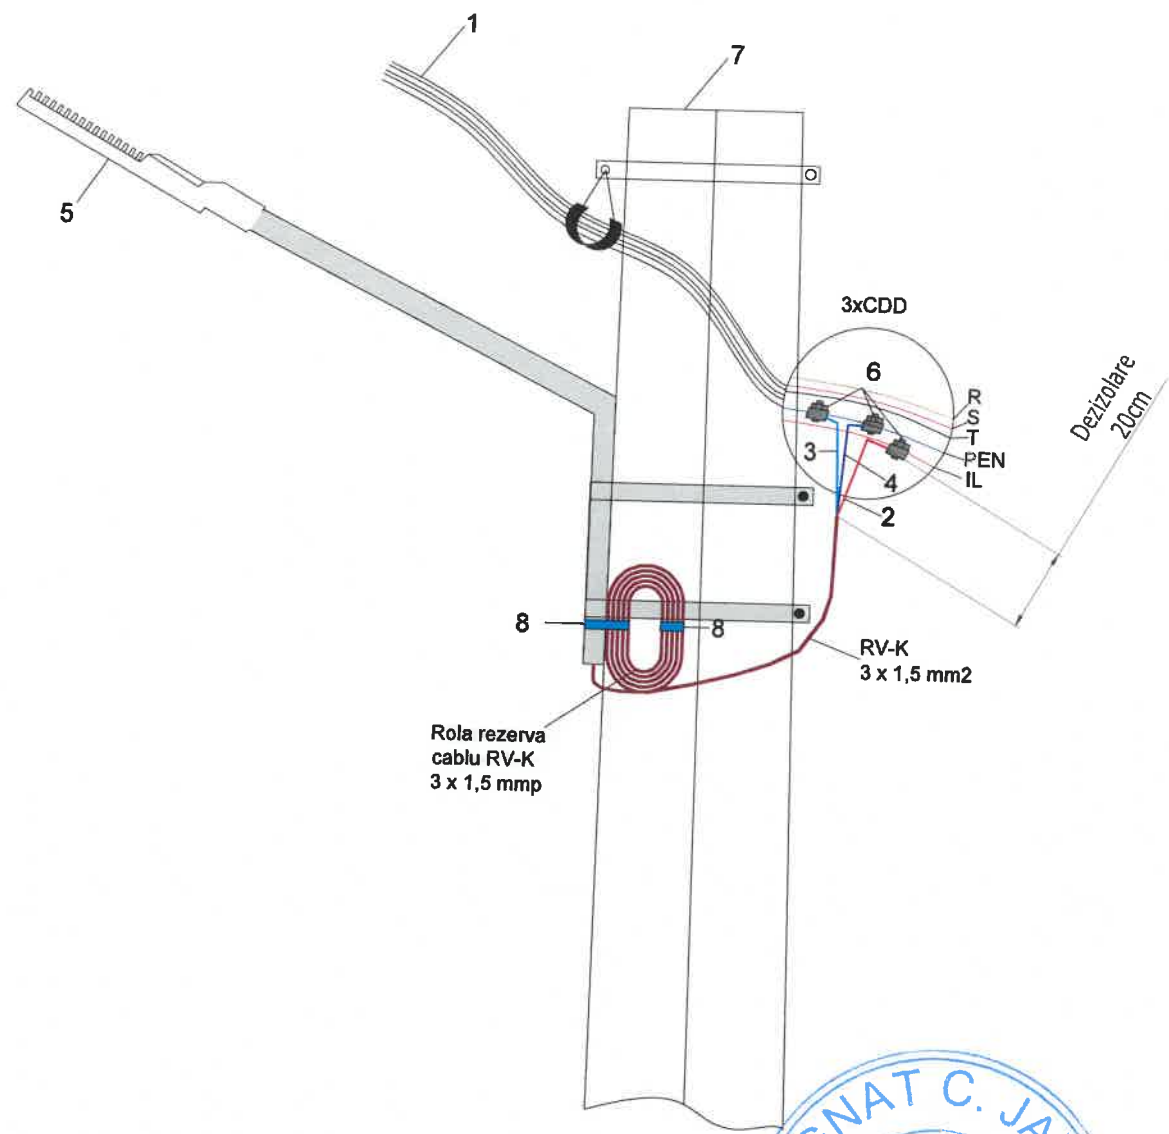 1
7
5
3xCDD
6
R
S
T
PEN
IL
Dezizolare
20cm
3
4
2
8
8
RV-K
3 x 1,5 mm2
Rola rezerva
cablu RV-K
3 x 1,5 mmp
GNAT C. JA